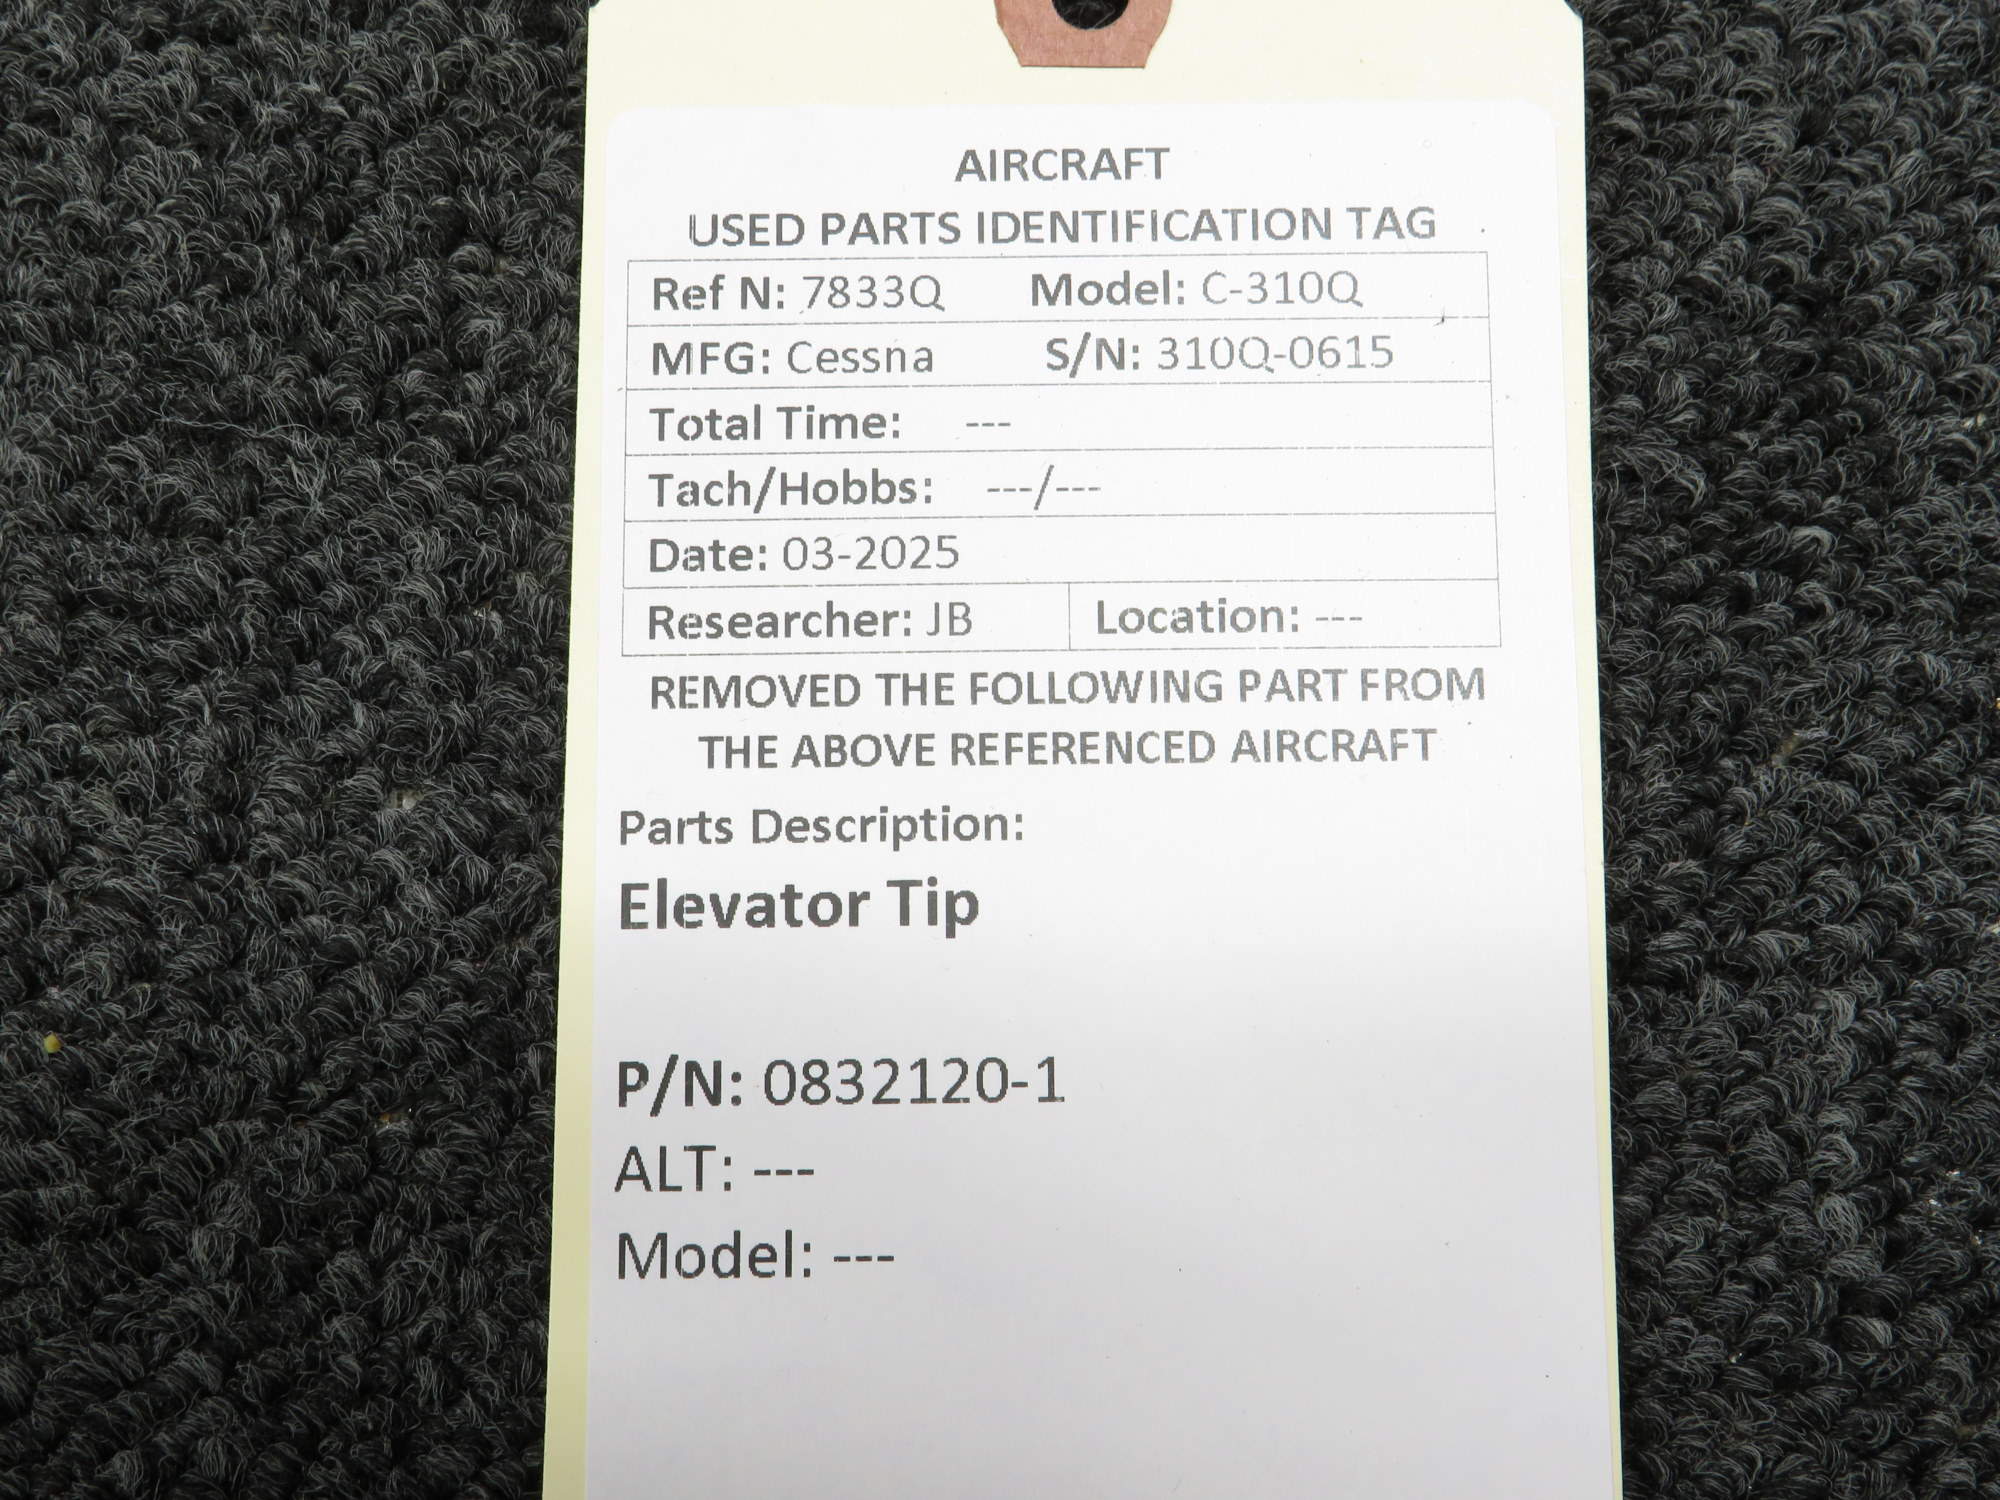 AIRCRAFT
USED PARTS IDENTIFICATION TAG
Ref N: 7833Q Model: C-310Q
MFG: Cessna S/N: 310Q-0615
Total Time: ---
Tach/Hobbs: ---/---
Date: 03-2025
Researcher: JB Location: ---
REMOVED THE FOLLOWING PART FROM
THE ABOVE REFERENCED AIRCRAFT
Parts Description:
Elevator Tip
P/N: 0832120-1
ALT: ---
Model: ---